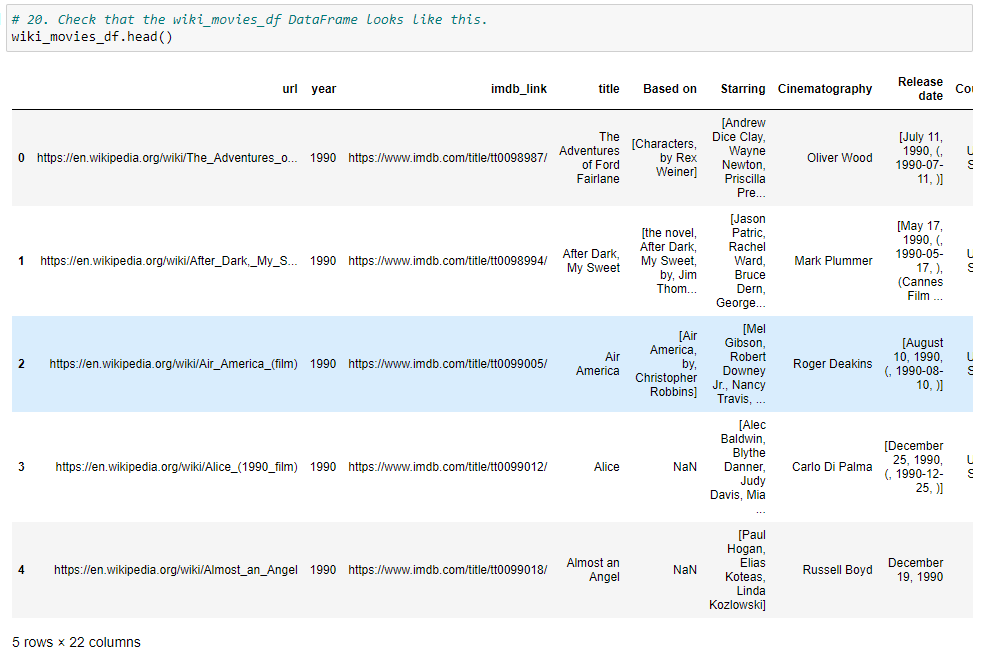 # 20. Check that the wiki_movies_df DataFrame looks like this.
wiki_movies_df.head()
url year imdb_link title Based on Starring Cinematography Release date Cou
0 https://en.wikipedia.org/wiki/The_Adventures_o... 1990 https://www.imdb.com/title/tt0098987/ The Adventures of Ford Fairlane [Characters, by Rex Weiner] [Andrew Dice Clay, Wayne Newton, Priscilla Pre... Oliver Wood [July 11, 1990, (, 1990-07-11, )] U S
1 https://en.wikipedia.org/wiki/After_Dark,_My_S... 1990 https://www.imdb.com/title/tt0098994/ After Dark, My Sweet [the novel, After Dark, My Sweet, by, Jim Thom... [Jason Patric, Rachel Ward, Bruce Dern, George... Mark Plummer [May 17, 1990, (, 1990-05-17, ), (Cannes Film ... U S
2 https://en.wikipedia.org/wiki/Air_America_(film) 1990 https://www.imdb.com/title/tt0099005/ Air America [Air America, by, Christopher Robbins] [Mel Gibson, Robert Downey Jr., Nancy Travis, ... Roger Deakins [August 10, 1990, (, 1990-08-10, )] U S
3 https://en.wikipedia.org/wiki/Alice_(1990_film) 1990 https://www.imdb.com/title/tt0099012/ Alice NaN [Alec Baldwin, Blythe Danner, Judy Davis, Mia ... Carlo Di Palma [December 25, 1990, (, 1990-12-25, )] U S
4 https://en.wikipedia.org/wiki/Almost_an_Angel 1990 https://www.imdb.com/title/tt0099018/ Almost an Angel NaN [Paul Hogan, Elias Koteas, Linda Kozlowski] Russell Boyd December 19, 1990
5 rows × 22 columns